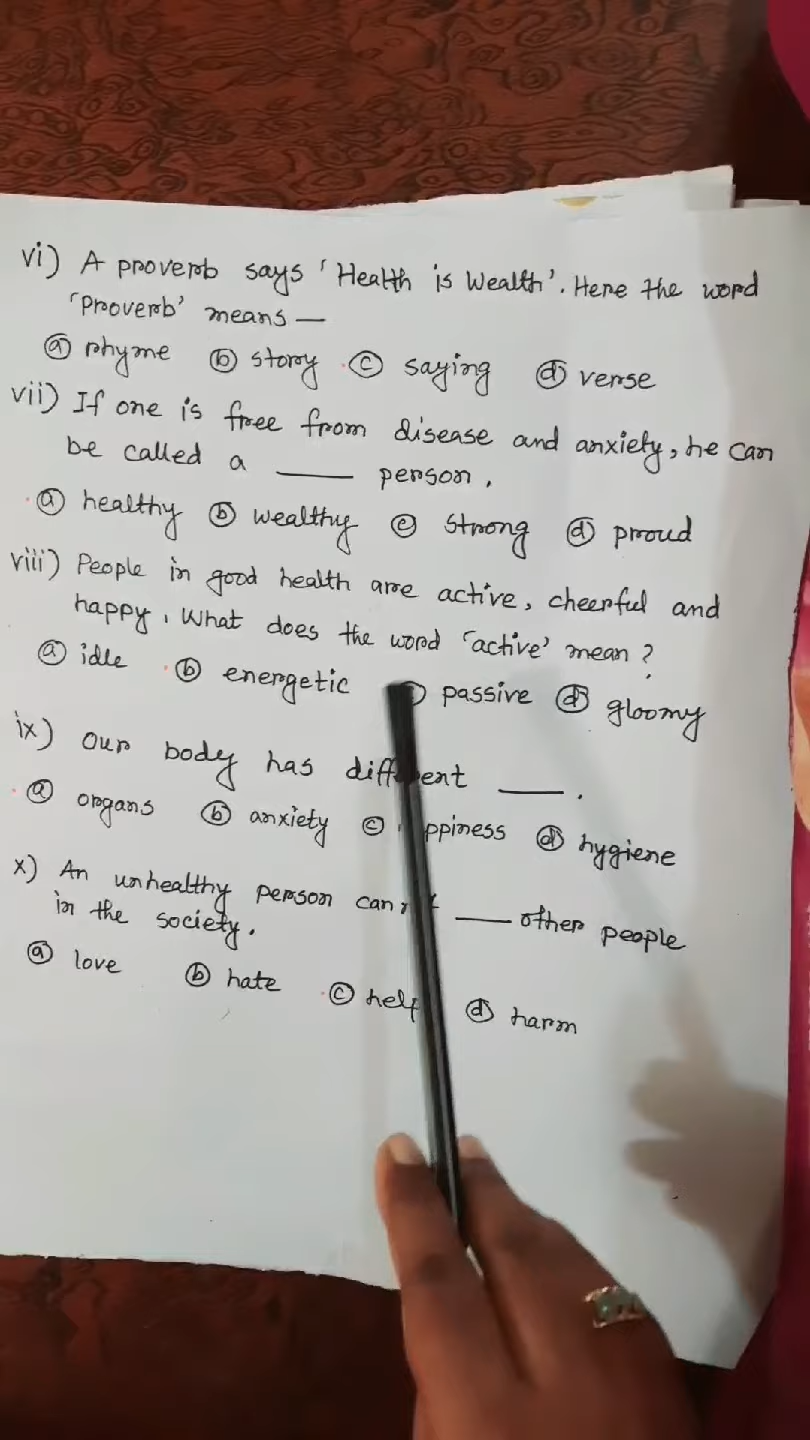 vi) A proverb says 'Health is Wealth'. Here the word
'Proverb' means —
ⓐ rhyme ⓑ story ⓒ saying ⓓ verse
vii) If one is free from disease and anxiety, he can
be called a ____ person.
ⓐ healthy ⓑ wealthy ⓒ strong ⓓ proud
viii) People in good health are active, cheerful and
happy. What does the word 'active' mean?
ⓐ idle ⓑ energetic passive ⓓ gloomy
ix) Our body has different ____.
ⓐ organs ⓑ anxiety ⓒ happiness ⓓ hygiene
x) An unhealthy person cannot ____ other people
in the society.
ⓐ love ⓑ hate ⓒ help ⓓ harm